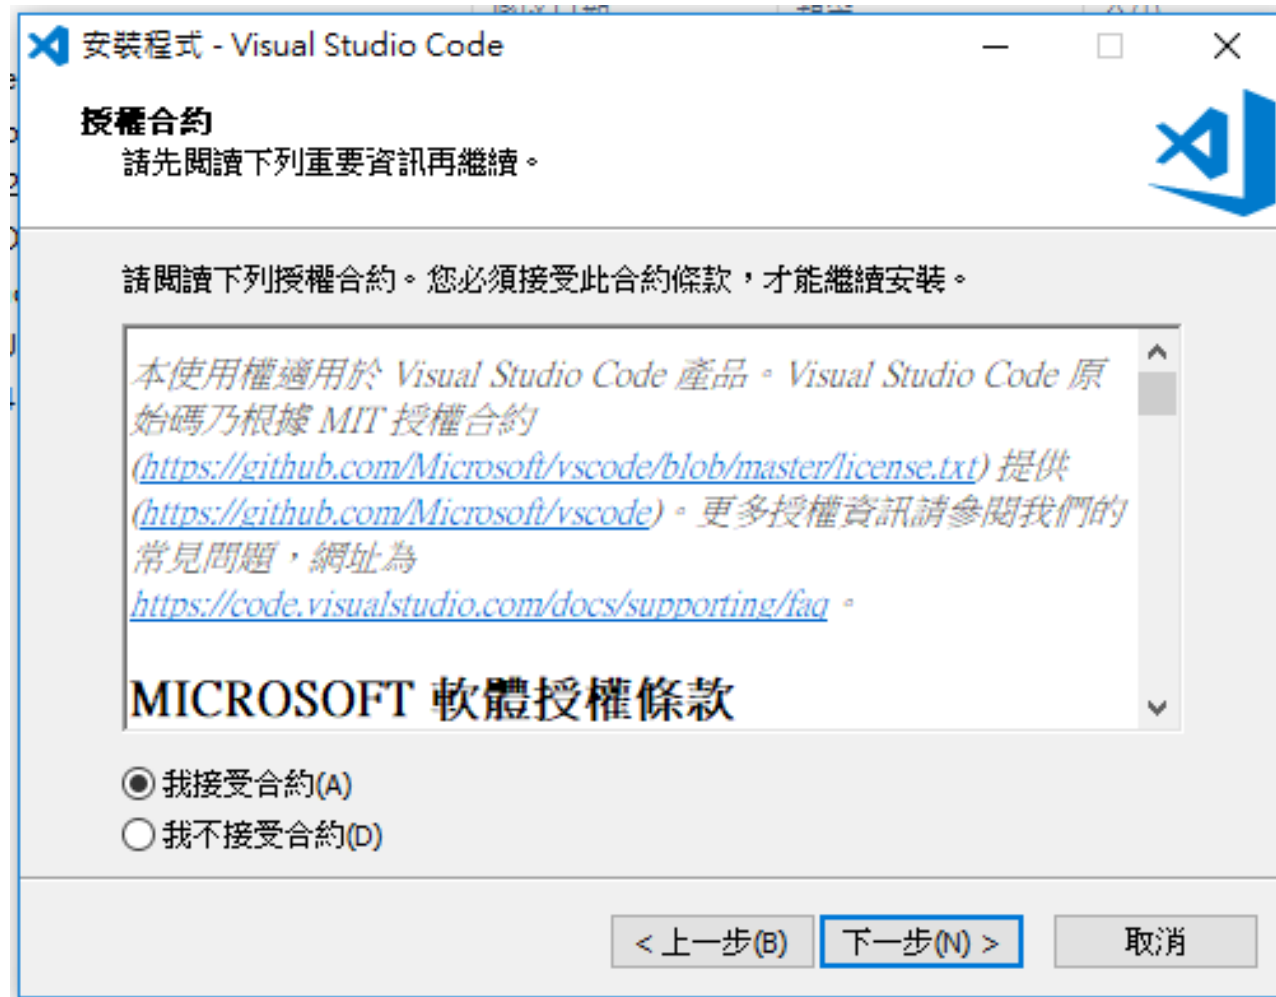 安裝程式 - Visual Studio Code
授權合約
請先閱讀下列重要資訊再繼續。
請閱讀下列授權合約。您必須接受此合約條款，才能繼續安裝。
本使用權適用於 Visual Studio Code 產品。Visual Studio Code 原
始碼乃根據 MIT 授權合約
(https://github.com/Microsoft/vscode/blob/master/license.txt) 提供
(https://github.com/Microsoft/vscode)。更多授權資訊請參閱我們的
常見問題，網址為
https://code.visualstudio.com/docs/supporting/faq。
MICROSOFT 軟體授權條款
我接受合約(A)
我不接受合約(D)
< 上一步(B)
下一步(N) >
取消